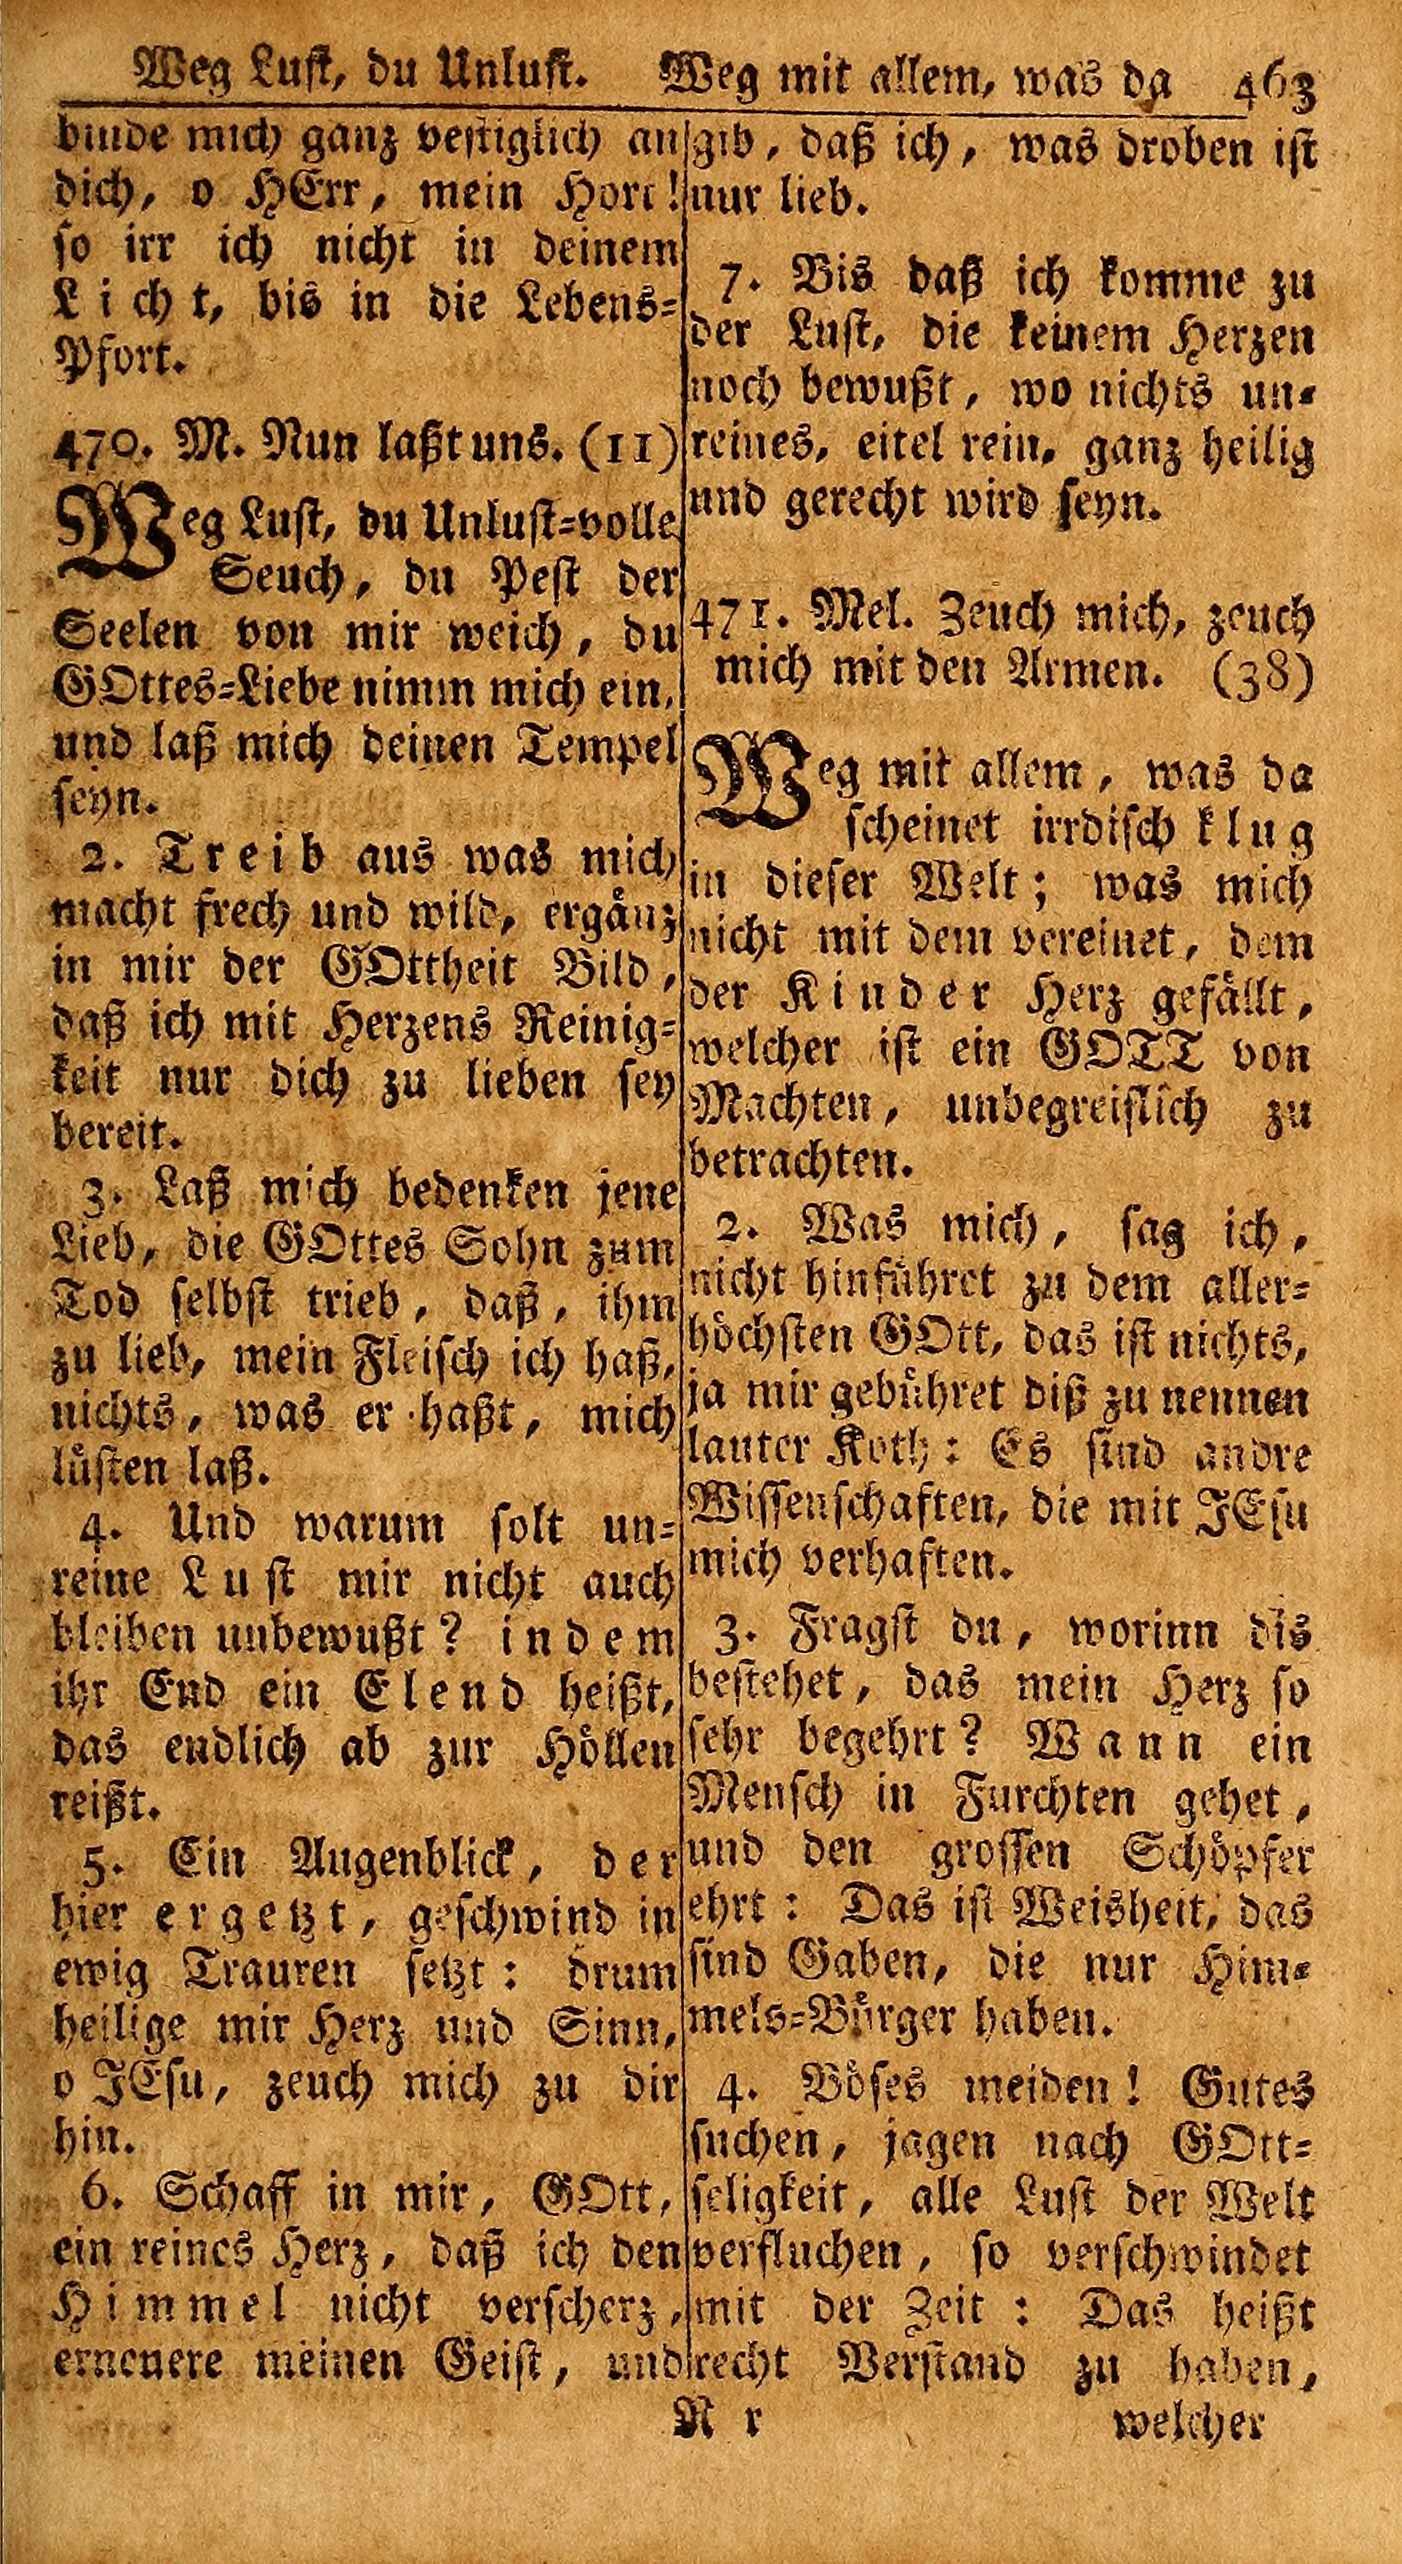 Weg Lust, du Unlust. Weg mit allem, was da 463
binde mich ganz vestiglich an
dich, o HErr, mein Hort!
so irr ich nicht in deinem
Licht, bis in die Lebens-
Pfort.
470. M. Nun laßt uns. (11)
Weg Lust, du Unlust-volle
Seuch, du Pest der
Seelen von mir weich, du
GOttes-Liebe nimm mich ein,
und laß mich deinen Tempel
seyn.
2. Treib aus was mich
macht frech und wild, ergänz
in mir der GOttheit Bild,
daß ich mit Herzens Reinig-
keit nur dich zu lieben sey
bereit.
3. Laß mich bedenken jene
Lieb, die GOttes Sohn zum
Tod selbst trieb, daß, ihm
zu lieb, mein Fleisch ich haß,
nichts, was er haßt, mich
lüsten laß.
4. Und warum solt un-
reine Lust mir nicht auch
bleiben unbewußt? indem
ihr End ein Elend heißt,
das endlich ab zur Höllen
reißt.
5. Ein Augenblick, der
hier ergetzt, geschwind in
ewig Trauren setzt: drum
heilige mir Herz und Sinn,
o JEsu, zeuch mich zu dir
hin.
6. Schaff in mir, GOtt,
ein reines Herz, daß ich den
Himmel nicht verscherz,
erneuere meinen Geist, und
gib, daß ich, was droben ist
nur lieb.
7. Bis daß ich komme zu
der Lust, die keinem Herzen
noch bewußt, wo nichts un-
reines, eitel rein, ganz heilig
und gerecht wird seyn.
471. Mel. Zeuch mich, zeuch
mich mit den Armen. (38)
Weg mit allem, was da
scheinet irrdisch klug
in dieser Welt; was mich
nicht mit dem vereinet, dem
der Kinder Herz gefällt,
welcher ist ein GOTT von
Machten, unbegreiflich zu
betrachten.
2. Was mich, sag ich,
nicht hinführet zu dem aller-
höchsten GOtt, das ist nichts,
ja mir gebühret diß zu nennen
lauter Koth: Es sind andre
Wissenschaften, die mit JEsu
mich verhaften.
3. Fragst du, worinn dis
bestehet, das mein Herz so
sehr begehrt? Wann ein
Mensch in Furchten gehet,
und den grossen Schöpfer
ehrt: Das ist Weisheit, das
sind Gaben, die nur Him-
mels-Bürger haben.
4. Böses meiden! Gutes
suchen, jagen nach GOtt-
seligkeit, alle Lust der Welt
verfluchen, so verschwindet
mit der Zeit: Das heißt
recht Verstand zu haben,
R r welcher